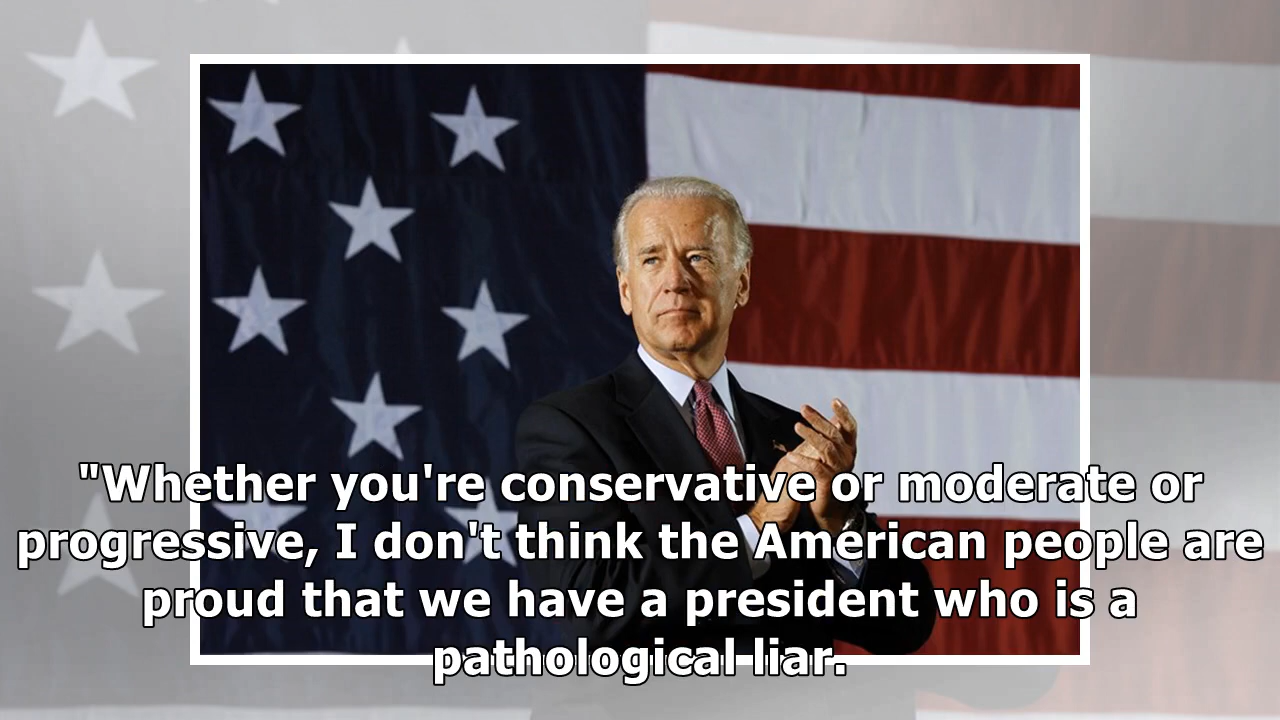 "Whether you're conservative or moderate or
progressive, I don't think the American people are
proud that we have a president who is a
pathological liar.